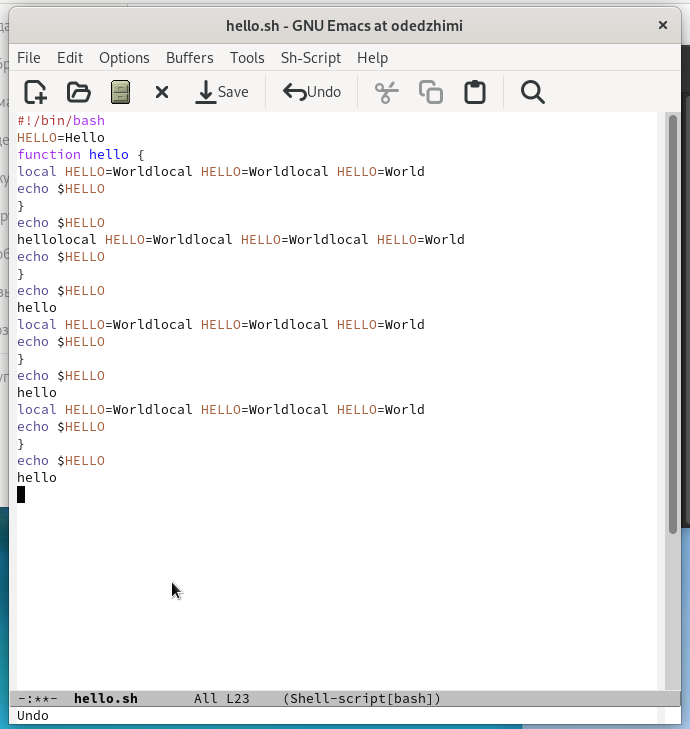 hello.sh - GNU Emacs at odedzhimi
File Edit Options Buffers Tools Sh-Script Help
Save Undo
#!/bin/bash
HELLO=Hello
function hello {
local HELLO=Worldlocal HELLO=Worldlocal HELLO=World
echo $HELLO
}
echo $HELLO
hellolocal HELLO=Worldlocal HELLO=Worldlocal HELLO=World
echo $HELLO
}
echo $HELLO
hello
local HELLO=Worldlocal HELLO=Worldlocal HELLO=World
echo $HELLO
}
echo $HELLO
hello
local HELLO=Worldlocal HELLO=Worldlocal HELLO=World
echo $HELLO
}
echo $HELLO
hello
-:**- hello.sh All L23 (Shell-script[bash])
Undo